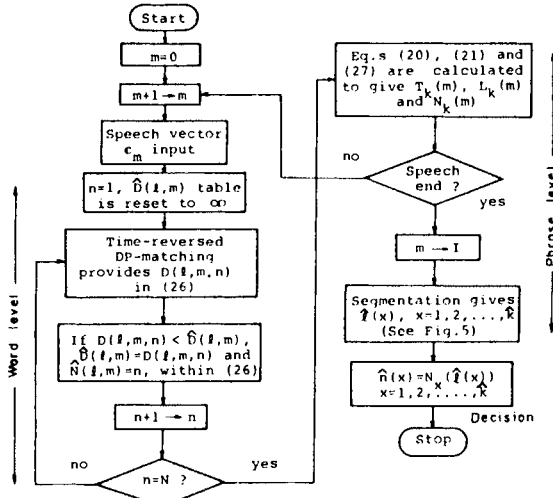 Start
m=0
m+1→m
Speech vector
c_m input
n=1, D̂(ℓ,m) table
is reset to ∞
Time-reversed
DP-matching
provides D(ℓ,m,n)
in (26)
If D(ℓ,m,n)<D̂(ℓ,m),
D̂(ℓ,m)=D(ℓ,m,n) and
N̂(ℓ,m)=n, within (26)
n+1→n
no
n=N ?
yes
Word level
Eq.s (20), (21) and
(27) are calculated
to give T_k(m), L_k(m)
and N_k(m)
no
Speech
end ?
yes
m → I
Segmentation gives
ℓ̂(x), x=1,2,...,k̂
(See Fig.5)
n̂(x)=N_x(ℓ̂(x))
x=1,2,....,k̂
Decision
Stop
Phrase level